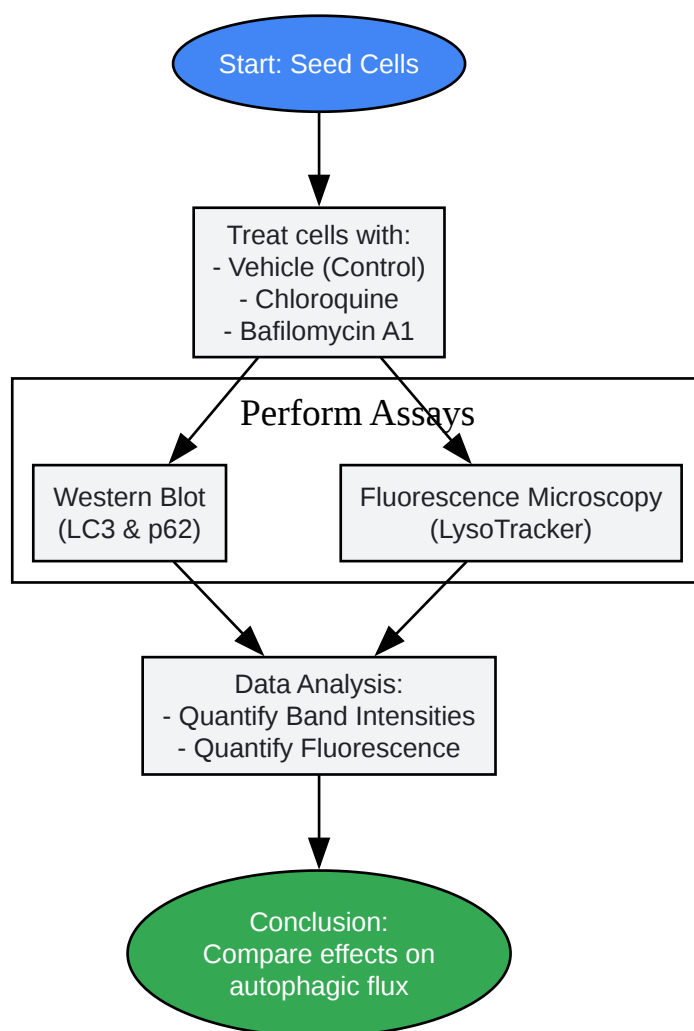 Start: Seed Cells
Treat cells with:
- Vehicle (Control)
- Chloroquine
- Bafilomycin A1
Perform Assays
Western Blot
(LC3 & p62)
Fluorescence Microscopy
(LysoTracker)
Data Analysis:
- Quantify Band Intensities
- Quantify Fluorescence
Conclusion:
Compare effects on
autophagic flux